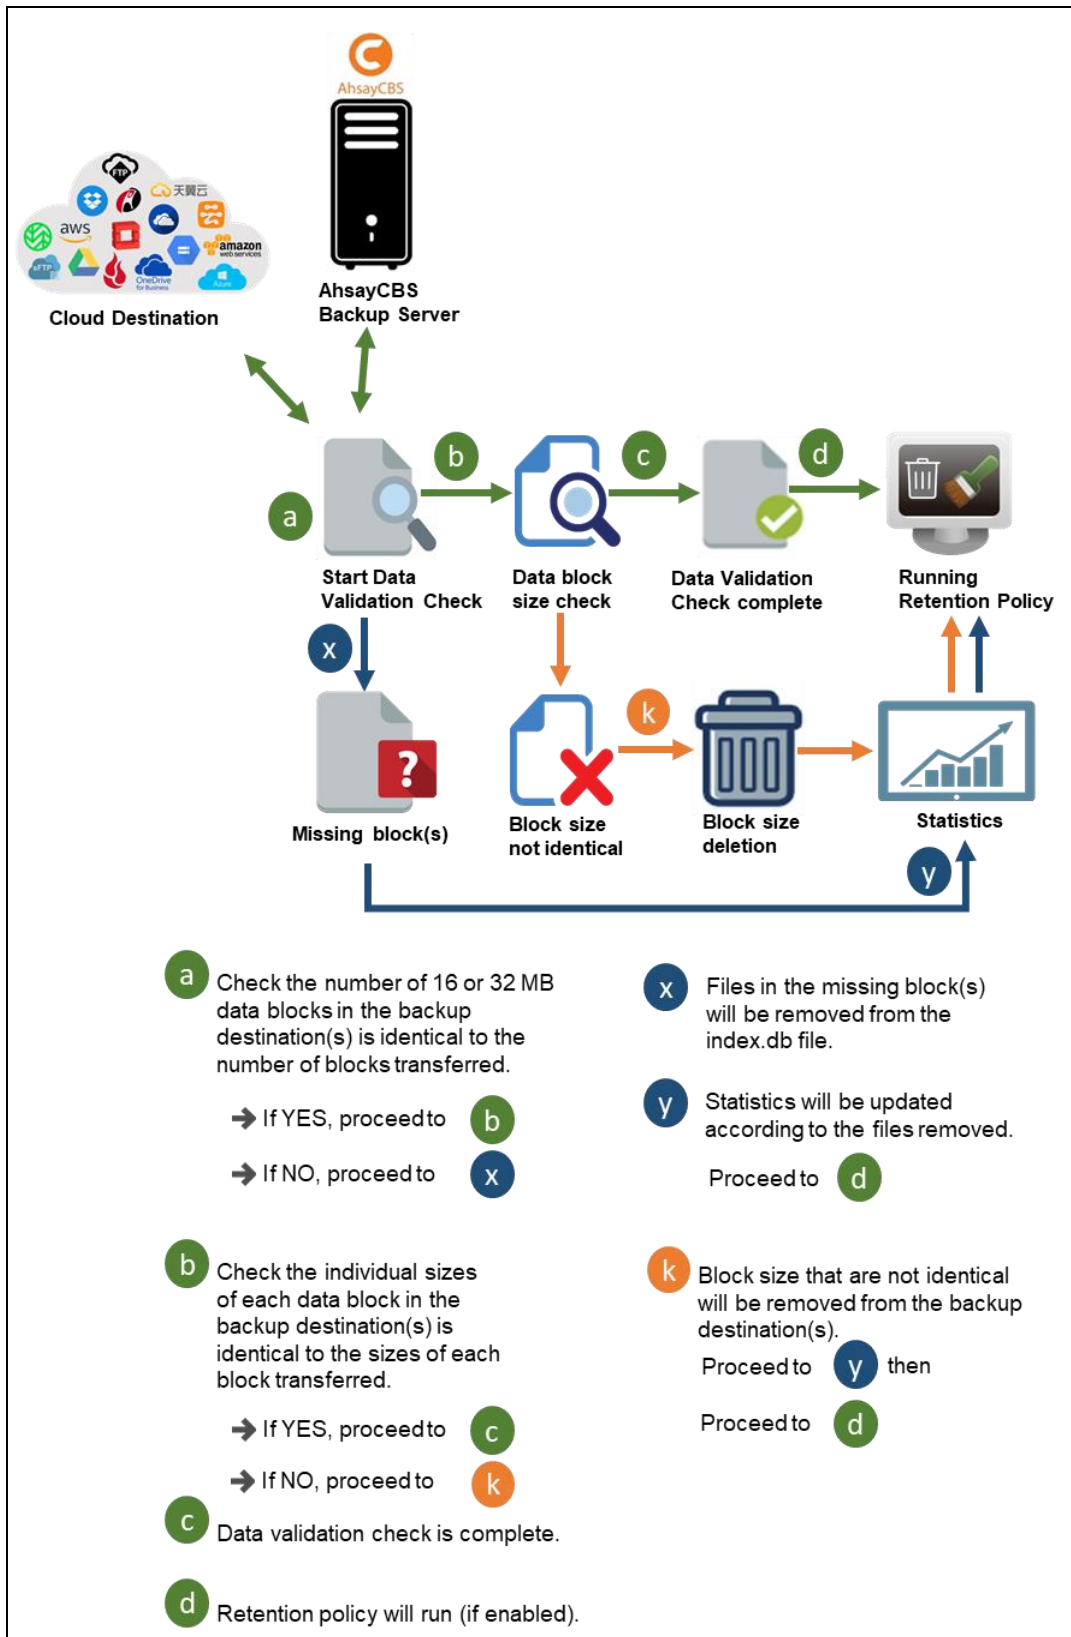 AhsayCBS
FTP
天翼云
aws
amazon
web services
sFTP
OneDrive
for Business
Azure
AhsayCBS
Backup Server
Cloud Destination
b
c
d
a
Start Data
Validation Check
Data block
size check
Data Validation
Check complete
Running
Retention Policy
x
k
?
Missing block(s)
Block size
not identical
Block size
deletion
Statistics
y
a
Check the number of 16 or 32 MB
data blocks in the backup
destination(s) is identical to the
number of blocks transferred.
➔ If YES, proceed to b
➔ If NO, proceed to x
b
Check the individual sizes
of each data block in the
backup destination(s) is
identical to the sizes of each
block transferred.
➔ If YES, proceed to c
➔ If NO, proceed to k
c Data validation check is complete.
d Retention policy will run (if enabled).
x
Files in the missing block(s)
will be removed from the
index.db file.
y
Statistics will be updated
according to the files removed.
Proceed to d
k
Block size that are not identical
will be removed from the backup
destination(s).
Proceed to y then
Proceed to d